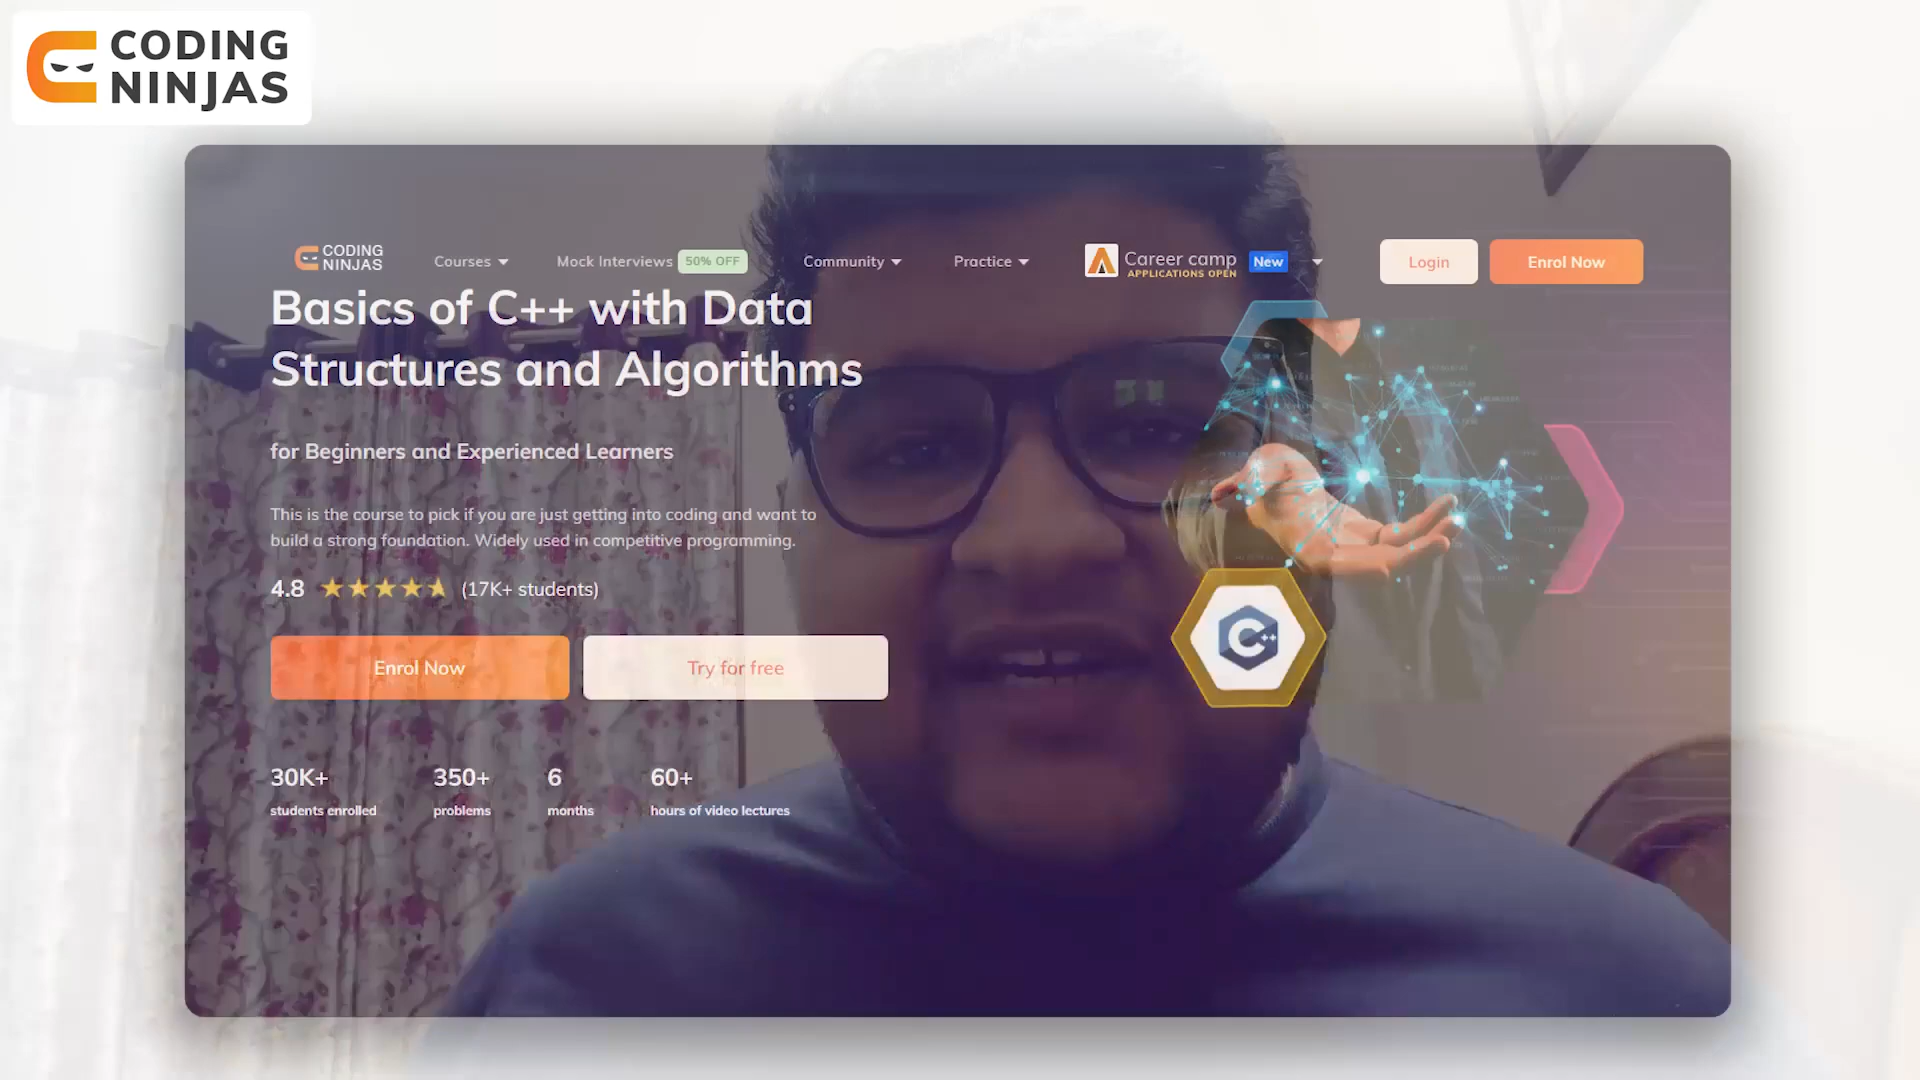 CODING
NINJAS
CODING
NINJAS
Courses
Mock Interviews
50% OFF
Community
Practice
Career camp
APPLICATIONS OPEN
New
Login
Enrol Now
Basics of C++ with Data
Structures and Algorithms
for Beginners and Experienced Learners
This is the course to pick if you are just getting into coding and want to
build a strong foundation. Widely used in competitive programming.
4.8 (17K+ students)
Enrol Now
Try for free
30K+
students enrolled
350+
problems
6
months
60+
hours of video lectures
C++